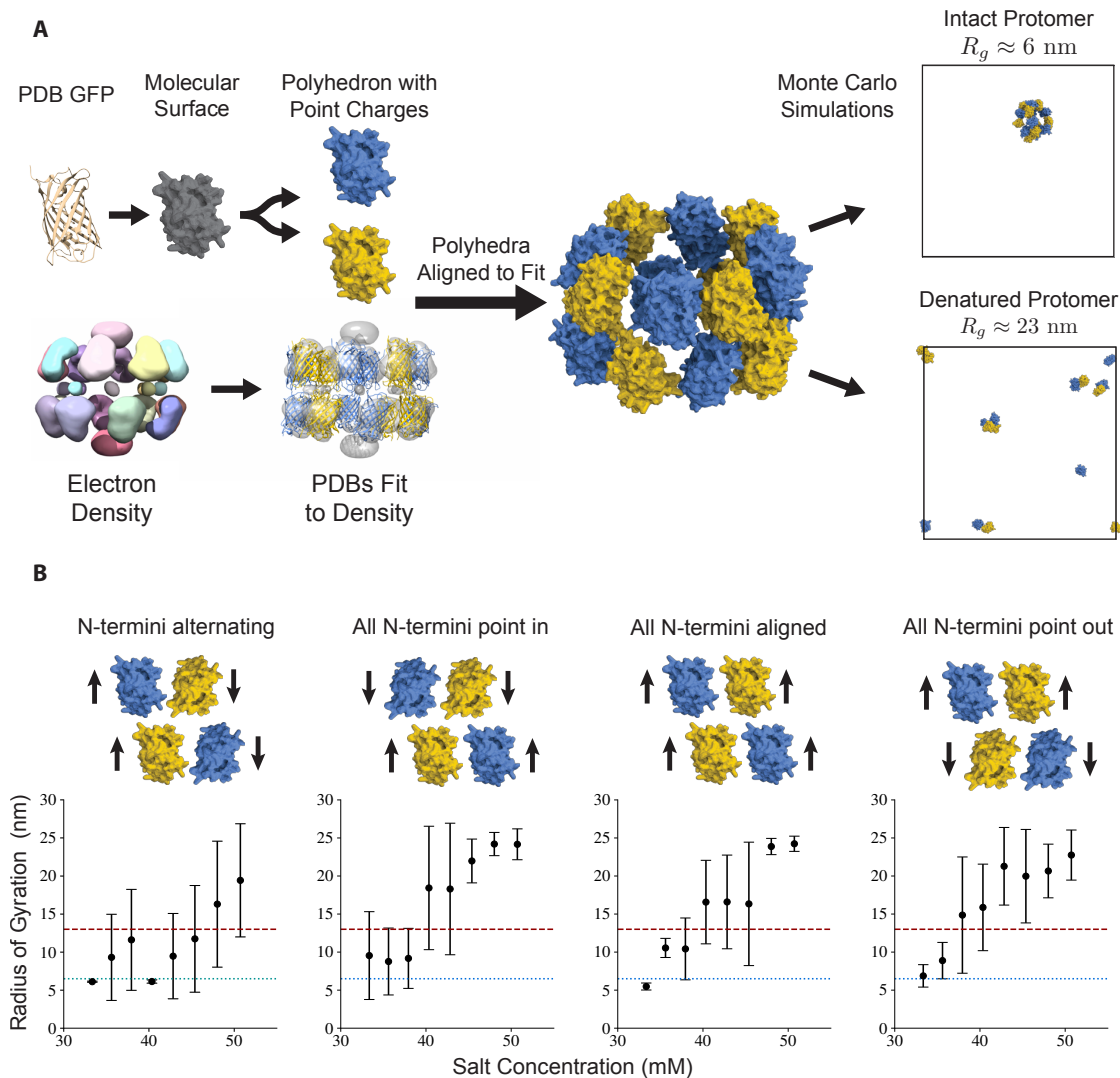 A
PDB GFP
Molecular
Surface
Polyhedron with
Point Charges
Polyhedra
Aligned to Fit
Electron
Density
PDBs Fit
to Density
Monte Carlo
Simulations
Intact Protomer
R_g ≈ 6 nm
Denatured Protomer
R_g ≈ 23 nm
B
N-termini alternating
All N-termini point in
All N-termini aligned
All N-termini point out
Radius of Gyration (nm)
30
25
20
15
10
5
0
30
40
50
30
25
20
15
10
5
0
30
40
50
30
25
20
15
10
5
0
30
40
50
30
25
20
15
10
5
0
30
40
50
Salt Concentration (mM)